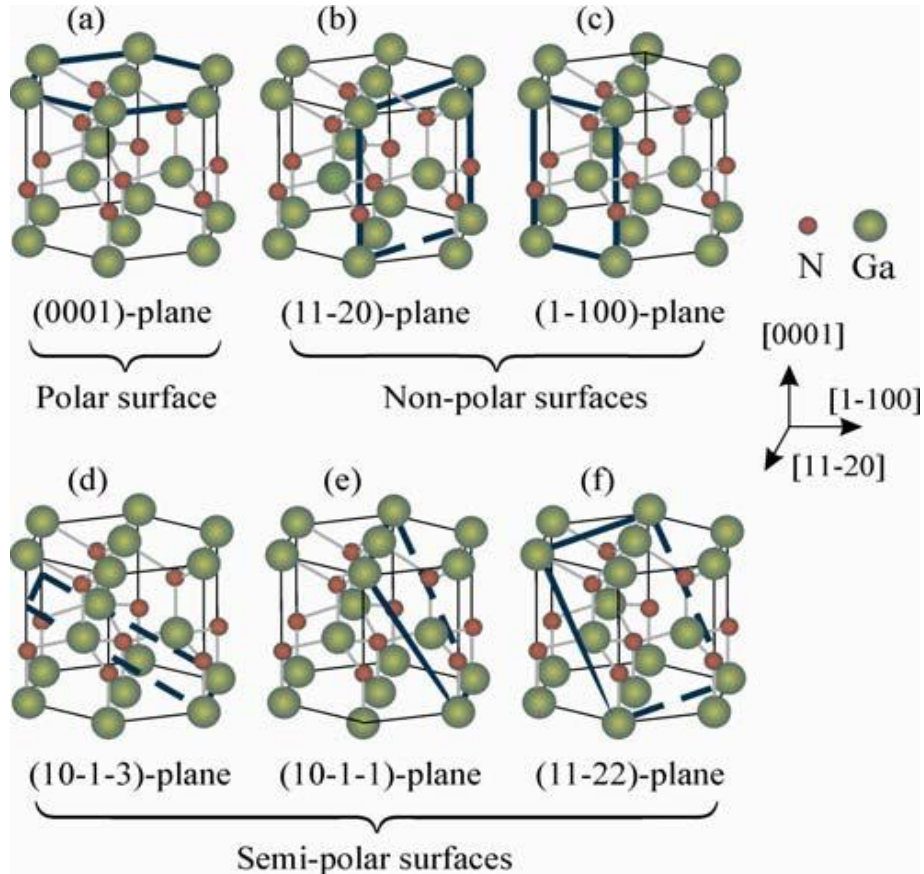 (a)
(b)
(c)
N
Ga
(0001)-plane
(11-20)-plane
(1-100)-plane
Polar surface
Non-polar surfaces
[0001]
[1-100]
[11-20]
(d)
(e)
(f)
(10-1-3)-plane
(10-1-1)-plane
(11-22)-plane
Semi-polar surfaces